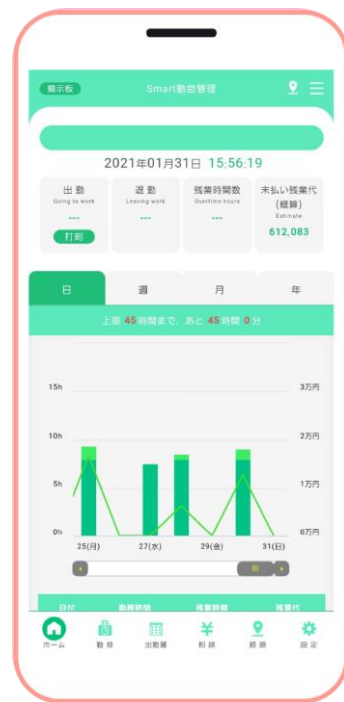 掲示板 Smart勤怠管理
2021年01月31日 15:56:19
出勤 退勤 残業時間数 未払い残業代
Going to work Leaving work Overtime hours (概算)
Estimate
--- --- --- 612,083
打刻
日 週 月 年
上限 45 時間まで、あと 45 時間 0 分
15h 3万円
10h 2万円
5h 1万円
0h 0万円
25(月) 27(水) 29(金) 31(日)
日付 勤務時間 残業時間 残業代
ホーム 勤怠 出勤簿 相談 経路 設定